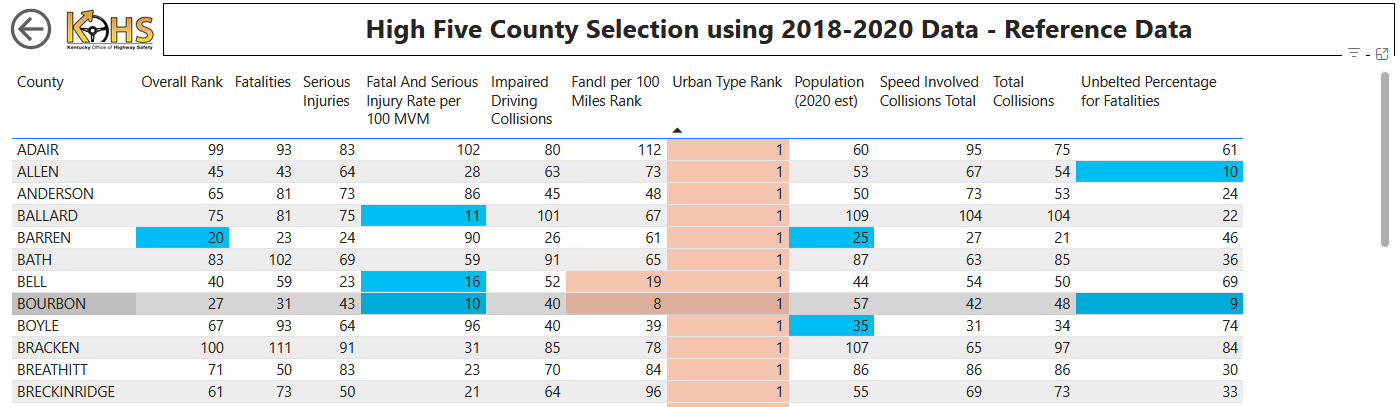 KOHS
Kentucky Office of Highway Safety
High Five County Selection using 2018-2020 Data - Reference Data
County Overall Rank Fatalities Serious Injuries Fatal And Serious Injury Rate per 100 MVM Impaired Driving Collisions FandI per 100 Miles Rank Urban Type Rank Population (2020 est) Speed Involved Collisions Total Total Collisions Unbelted Percentage for Fatalities
ADAIR 99 93 83 102 80 112 1 60 95 75 61
ALLEN 45 43 64 28 63 73 1 53 67 54 10
ANDERSON 65 81 73 86 45 48 1 50 73 53 24
BALLARD 75 81 75 11 101 67 1 109 104 104 22
BARREN 20 23 24 90 26 61 1 25 27 21 46
BATH 83 102 69 59 91 65 1 87 63 85 36
BELL 40 59 23 16 52 19 1 44 54 50 69
BOURBON 27 31 43 10 40 8 1 57 42 48 9
BOYLE 67 93 64 96 40 39 1 35 31 34 74
BRACKEN 100 111 91 31 85 78 1 107 65 97 84
BREATHITT 71 50 83 23 70 84 1 86 86 86 30
BRECKINRIDGE 61 73 50 21 64 96 1 55 69 73 33